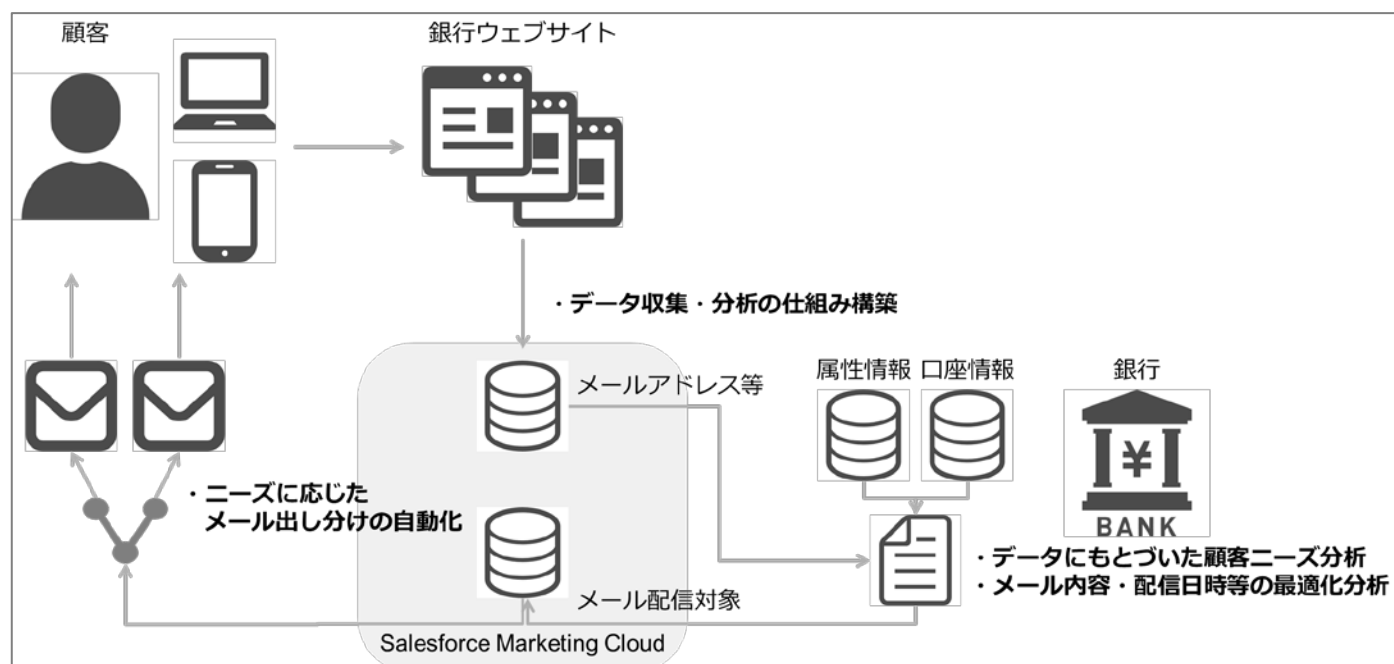 顧客
銀行ウェブサイト
・データ収集・分析の仕組み構築
メールアドレス等
属性情報
口座情報
銀行
¥
BANK
・ニーズに応じた
メール出し分けの自動化
・データにもとづいた顧客ニーズ分析
・メール内容・配信日時等の最適化分析
メール配信対象
Salesforce Marketing Cloud